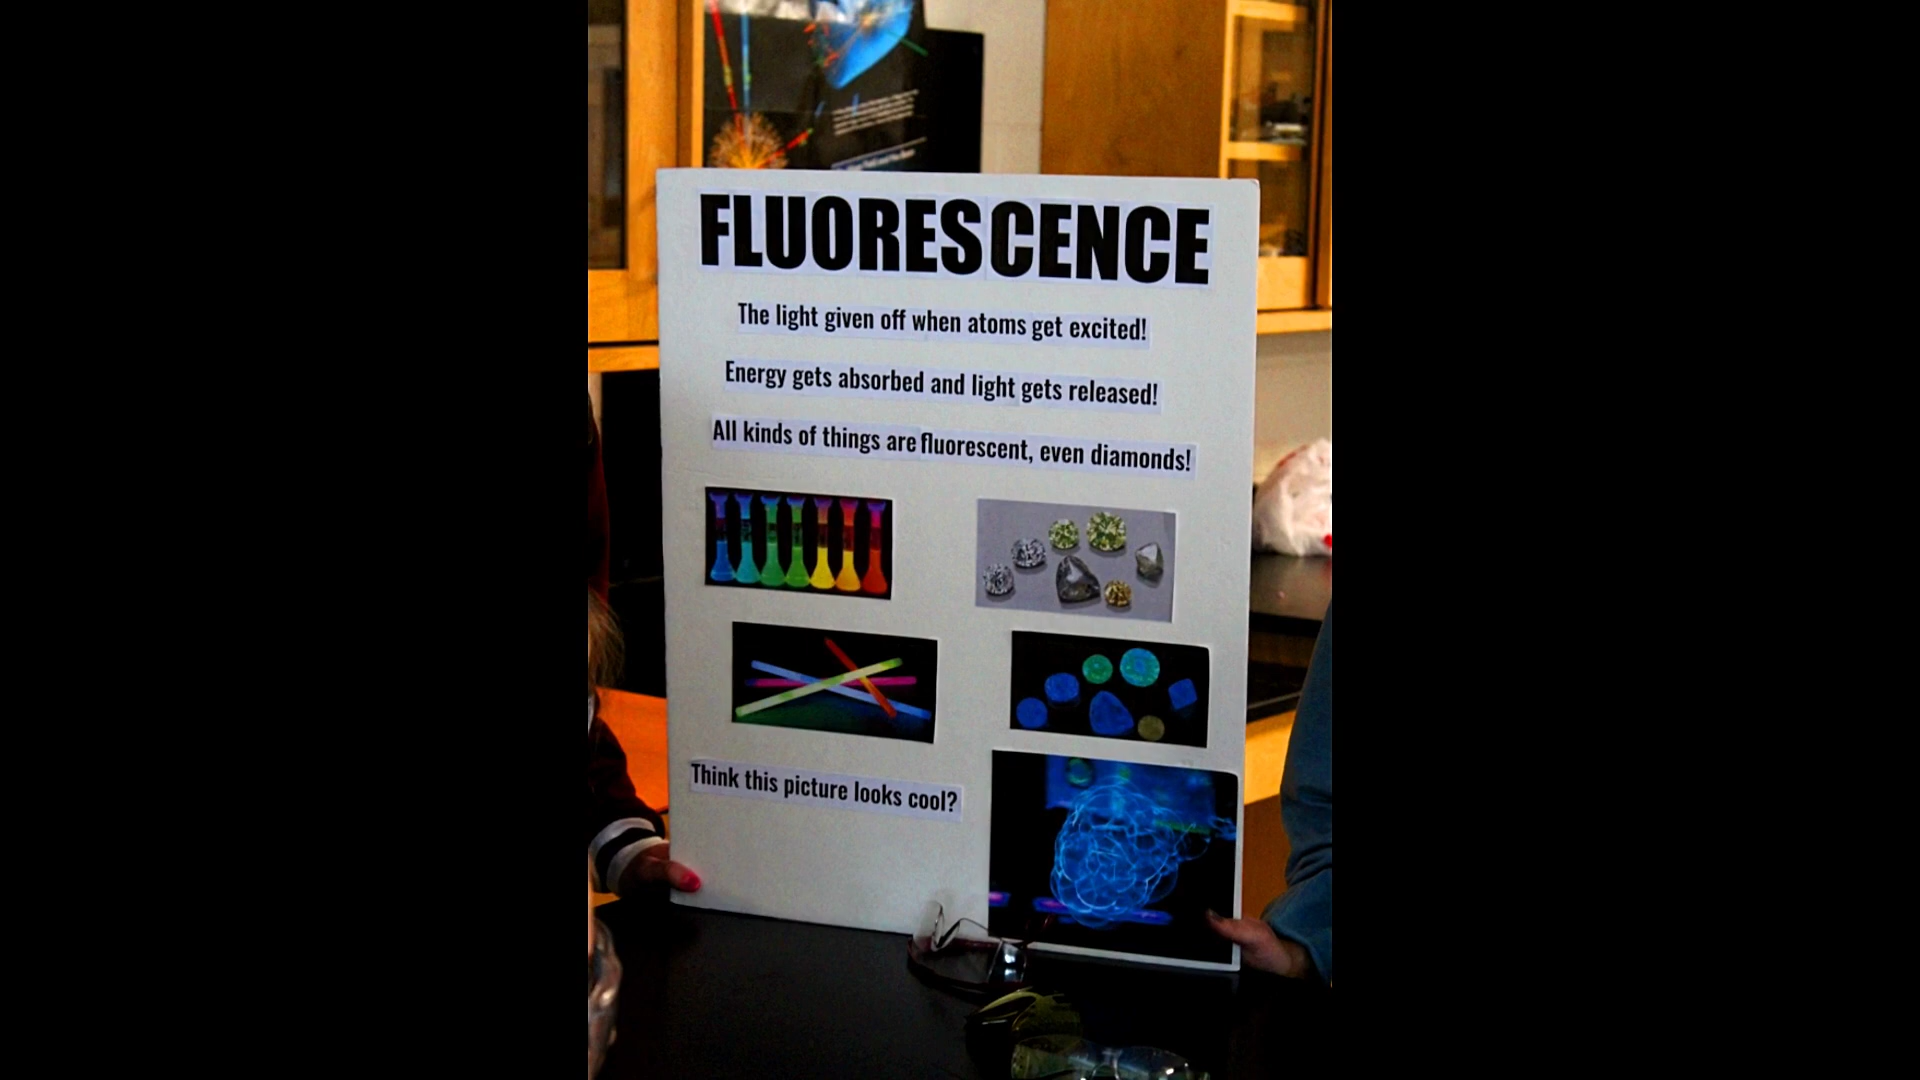 FLUORESCENCE
The light given off when atoms get excited!
Energy gets absorbed and light gets released!
All kinds of things are fluorescent, even diamonds!
Think this picture looks cool?